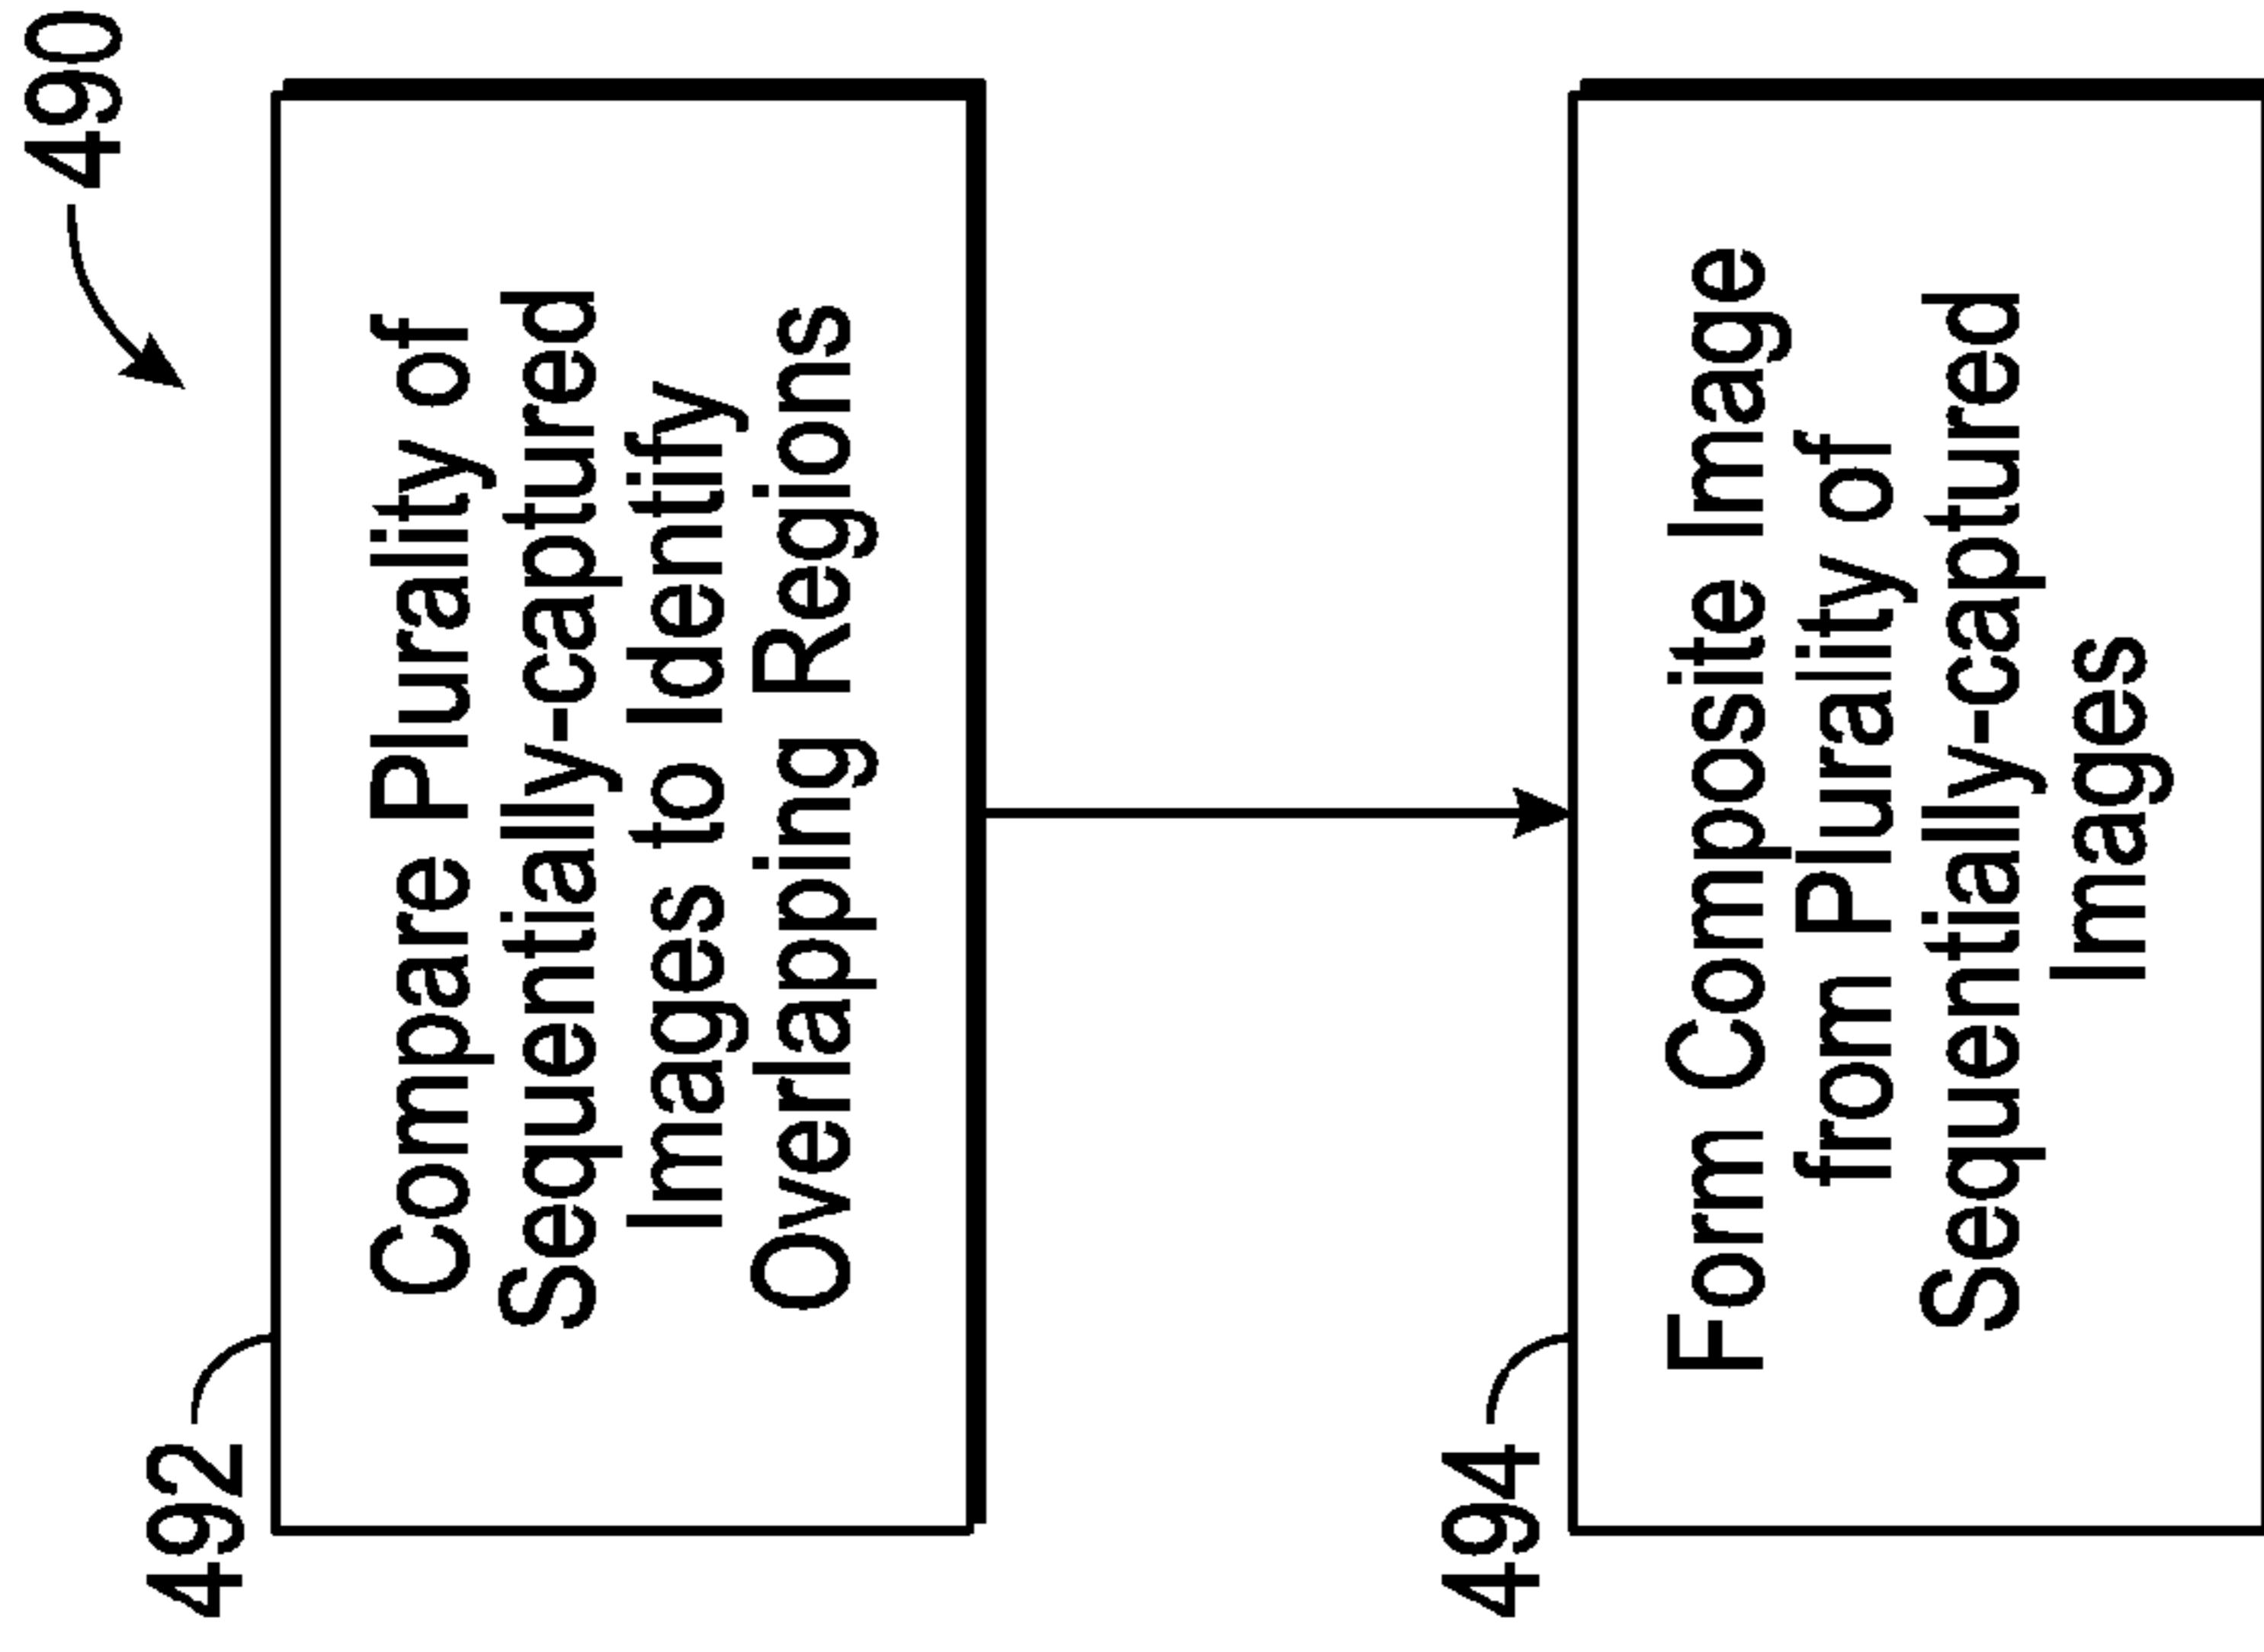 490
492
Compare Plurality of
Sequentially-captured
Images to Identify
Overlapping Regions
494
Form Composite Image
from Plurality of
Sequentially-captured
Images